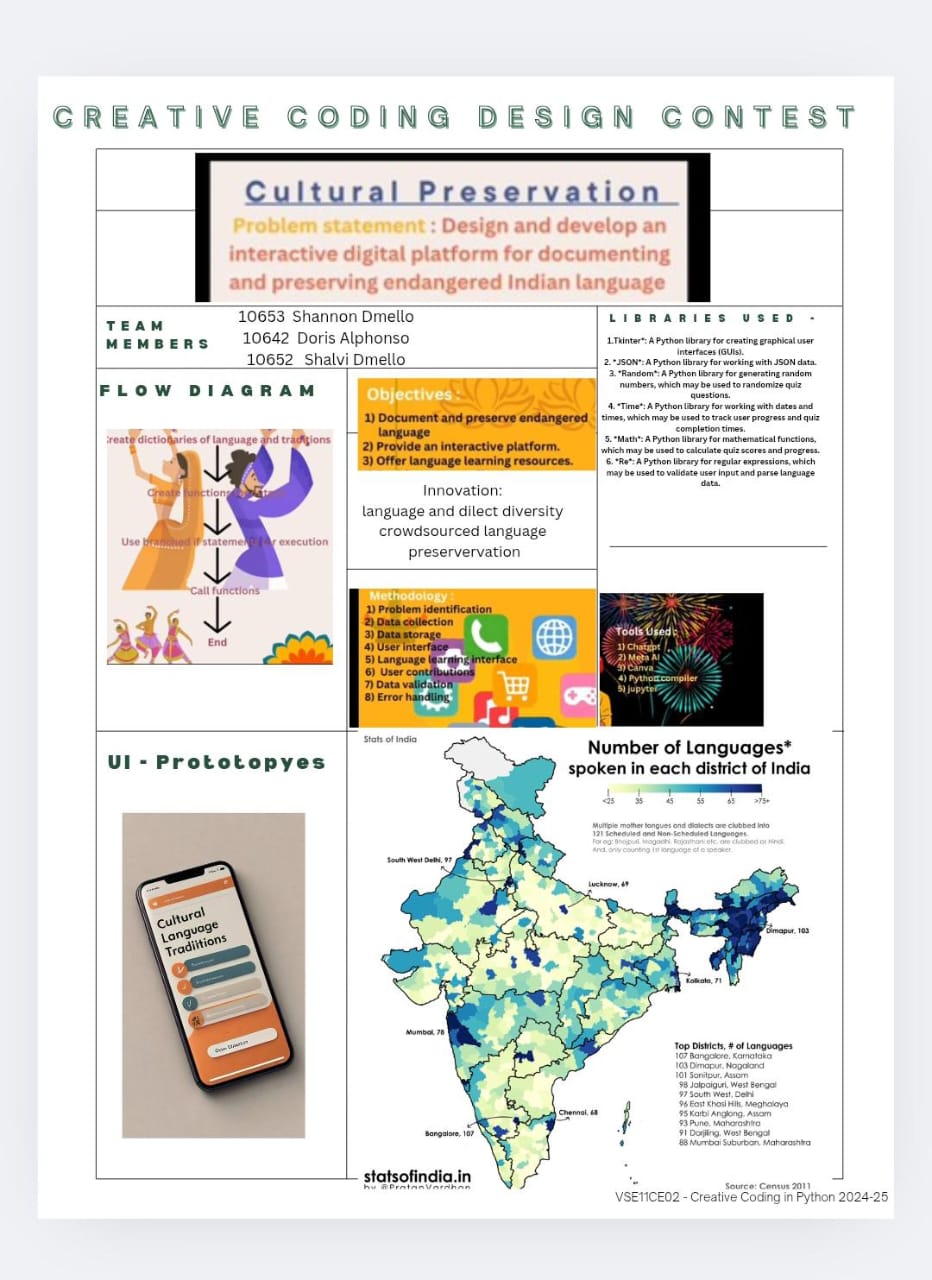 CREATIVE CODING DESIGN CONTEST
Cultural Preservation
Problem statement : Design and develop an
interactive digital platform for documenting
and preserving endangered Indian language
TEAM
MEMBERS
10653 Shannon Dmello
10642 Doris Alphonso
10652 Shalvi Dmello
LIBRARIES USED -
1.Tkinter*: A Python library for creating graphical user
interfaces (GUIs).
2. *JSON*: A Python library for working with JSON data.
3. *Random*: A Python library for generating random
numbers, which may be used to randomize quiz
questions.
4. *Time*: A Python library for working with dates and
times, which may be used to track user progress and quiz
completion times.
5. *Math*: A Python library for mathematical functions,
which may be used to calculate quiz scores and progress.
6. *Re*: A Python library for regular expressions, which
may be used to validate user input and parse language
data.
FLOW DIAGRAM
Create dictionaries of language and traditions
Create functions
Use branched if statement for execution
Call functions
End
Objectives :
1) Document and preserve endangered
language
2) Provide an interactive platform.
3) Offer language learning resources.
Innovation:
language and dilect diversity
crowdsourced language
preservervation
Methodology :
1) Problem identification
2) Data collection
3) Data storage
4) User interface
5) Language learning interface
6) User contributions
7) Data validation
8) Error handling
Tools Used :
1) Chatgpt
2) Meta AI
3) Canva
4) Python compiler
5) jupyter
UI - Prototopyes
Cultural
Language
Tradiitions
Stats of India
Number of Languages*
spoken in each district of India
<25 35 45 55 65 >75+
Multiple mother tongues and dialects are clubbed into
121 Scheduled and Non-Scheduled Languages.
For eg: Bhojpuri, Magadhi, Rajasthani etc. are clubbed as Hindi.
And, only counting 1st language of a speaker.
South West Delhi, 97
Lucknow, 69
Dimapur, 103
Kolkata, 71
Mumbai, 78
Chennai, 68
Bangalore, 107
Top Districts, # of Languages
107 Bangalore, Karnataka
103 Dimapur, Nagaland
101 Sonitpur, Assam
98 Jalpaiguri, West Bengal
97 South West, Delhi
96 East Khasi Hills, Meghalaya
95 Karbi Anglong, Assam
93 Pune, Maharashtra
91 Darjiling, West Bengal
88 Mumbai Suburban, Maharashtra
statsofindia.in
by @PratapVardhan
Source: Census 2011
VSE11CE02 - Creative Coding in Python 2024-25